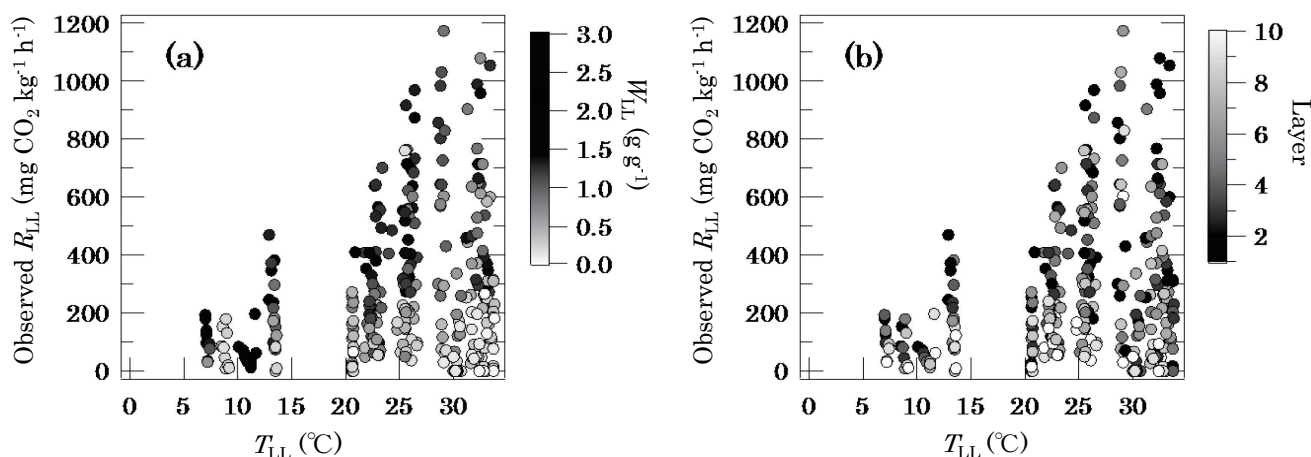 1200
1000
800
600
400
200
0
Observed R_LL (mg CO₂ kg⁻¹ h⁻¹)
(a)
0 5 10 15 20 25 30
T_LL (℃)
3.0
2.5
2.0
1.5
1.0
0.5
0.0
W_LL (g g⁻¹)
1200
1000
800
600
400
200
0
Observed R_LL (mg CO₂ kg⁻¹ h⁻¹)
(b)
0 5 10 15 20 25 30
T_LL (℃)
10
8
6
4
2
Layer